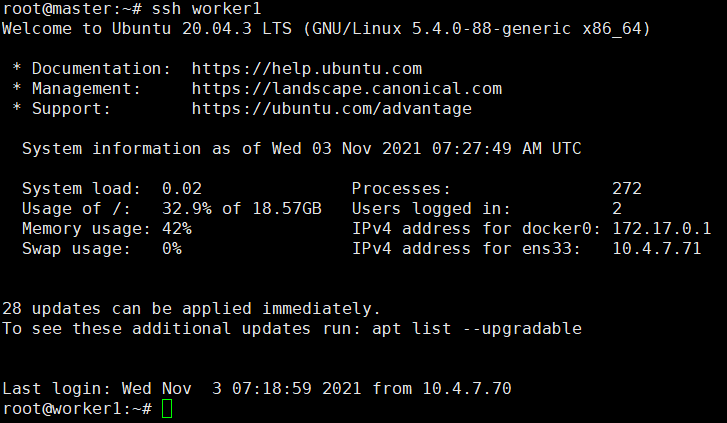 root@master:~# ssh worker1
Welcome to Ubuntu 20.04.3 LTS (GNU/Linux 5.4.0-88-generic x86_64)
* Documentation:  https://help.ubuntu.com
* Management:     https://landscape.canonical.com
* Support:        https://ubuntu.com/advantage
System information as of Wed 03 Nov 2021 07:27:49 AM UTC
System load:  0.02               Processes:                272
Usage of /:   32.9% of 18.57GB   Users logged in:          2
Memory usage: 42%                IPv4 address for docker0: 172.17.0.1
Swap usage:   0%                 IPv4 address for ens33:   10.4.7.71
28 updates can be applied immediately.
To see these additional updates run: apt list --upgradable
Last login: Wed Nov  3 07:18:59 2021 from 10.4.7.70
root@worker1:~#